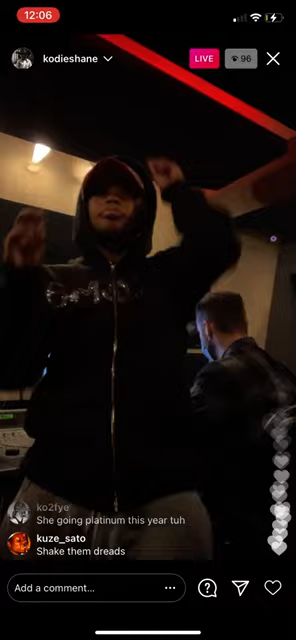 12:06
kodieshane
LIVE
96
ko2fye
She going platinum this year tuh
kuze_sato
Shake them dreads
Add a comment...